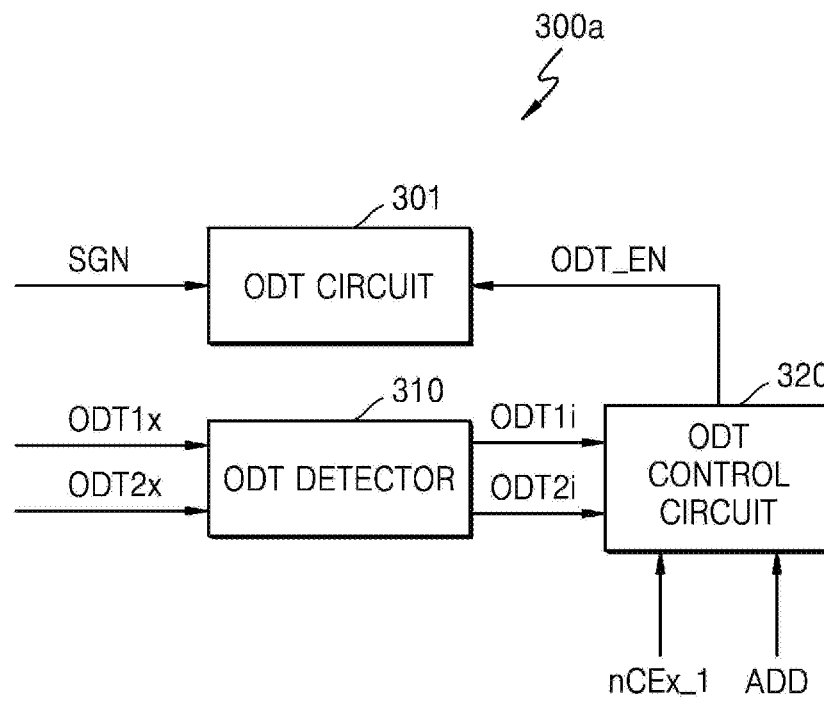 300a
301
SGN
ODT CIRCUIT
ODT_EN
310
320
ODT1x
ODT2x
ODT DETECTOR
ODT1i
ODT2i
ODT
CONTROL
CIRCUIT
nCEx_1
ADD